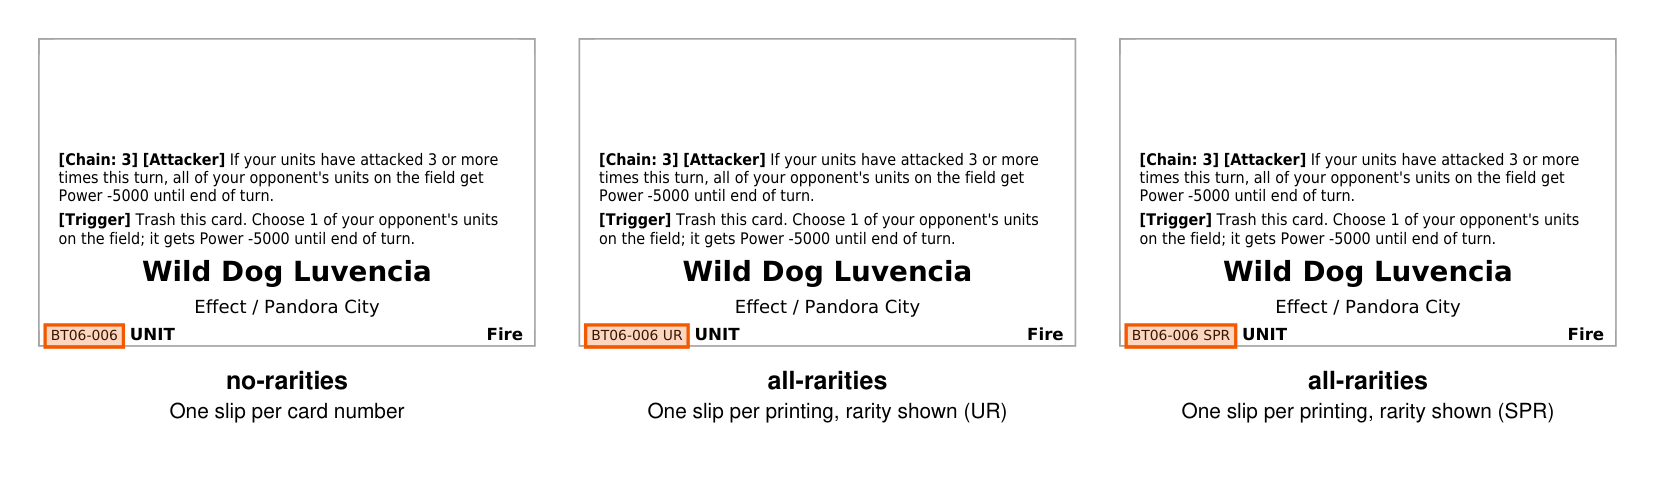 [Chain: 3] [Attacker] If your units have attacked 3 or more
times this turn, all of your opponent's units on the field get
Power -5000 until end of turn.
[Trigger] Trash this card. Choose 1 of your opponent's units
on the field; it gets Power -5000 until end of turn.
Wild Dog Luvencia
Effect / Pandora City
BT06-006 UNIT Fire
no-rarities
One slip per card number
[Chain: 3] [Attacker] If your units have attacked 3 or more
times this turn, all of your opponent's units on the field get
Power -5000 until end of turn.
[Trigger] Trash this card. Choose 1 of your opponent's units
on the field; it gets Power -5000 until end of turn.
Wild Dog Luvencia
Effect / Pandora City
BT06-006 UR UNIT Fire
all-rarities
One slip per printing, rarity shown (UR)
[Chain: 3] [Attacker] If your units have attacked 3 or more
times this turn, all of your opponent's units on the field get
Power -5000 until end of turn.
[Trigger] Trash this card. Choose 1 of your opponent's units
on the field; it gets Power -5000 until end of turn.
Wild Dog Luvencia
Effect / Pandora City
BT06-006 SPR UNIT Fire
all-rarities
One slip per printing, rarity shown (SPR)